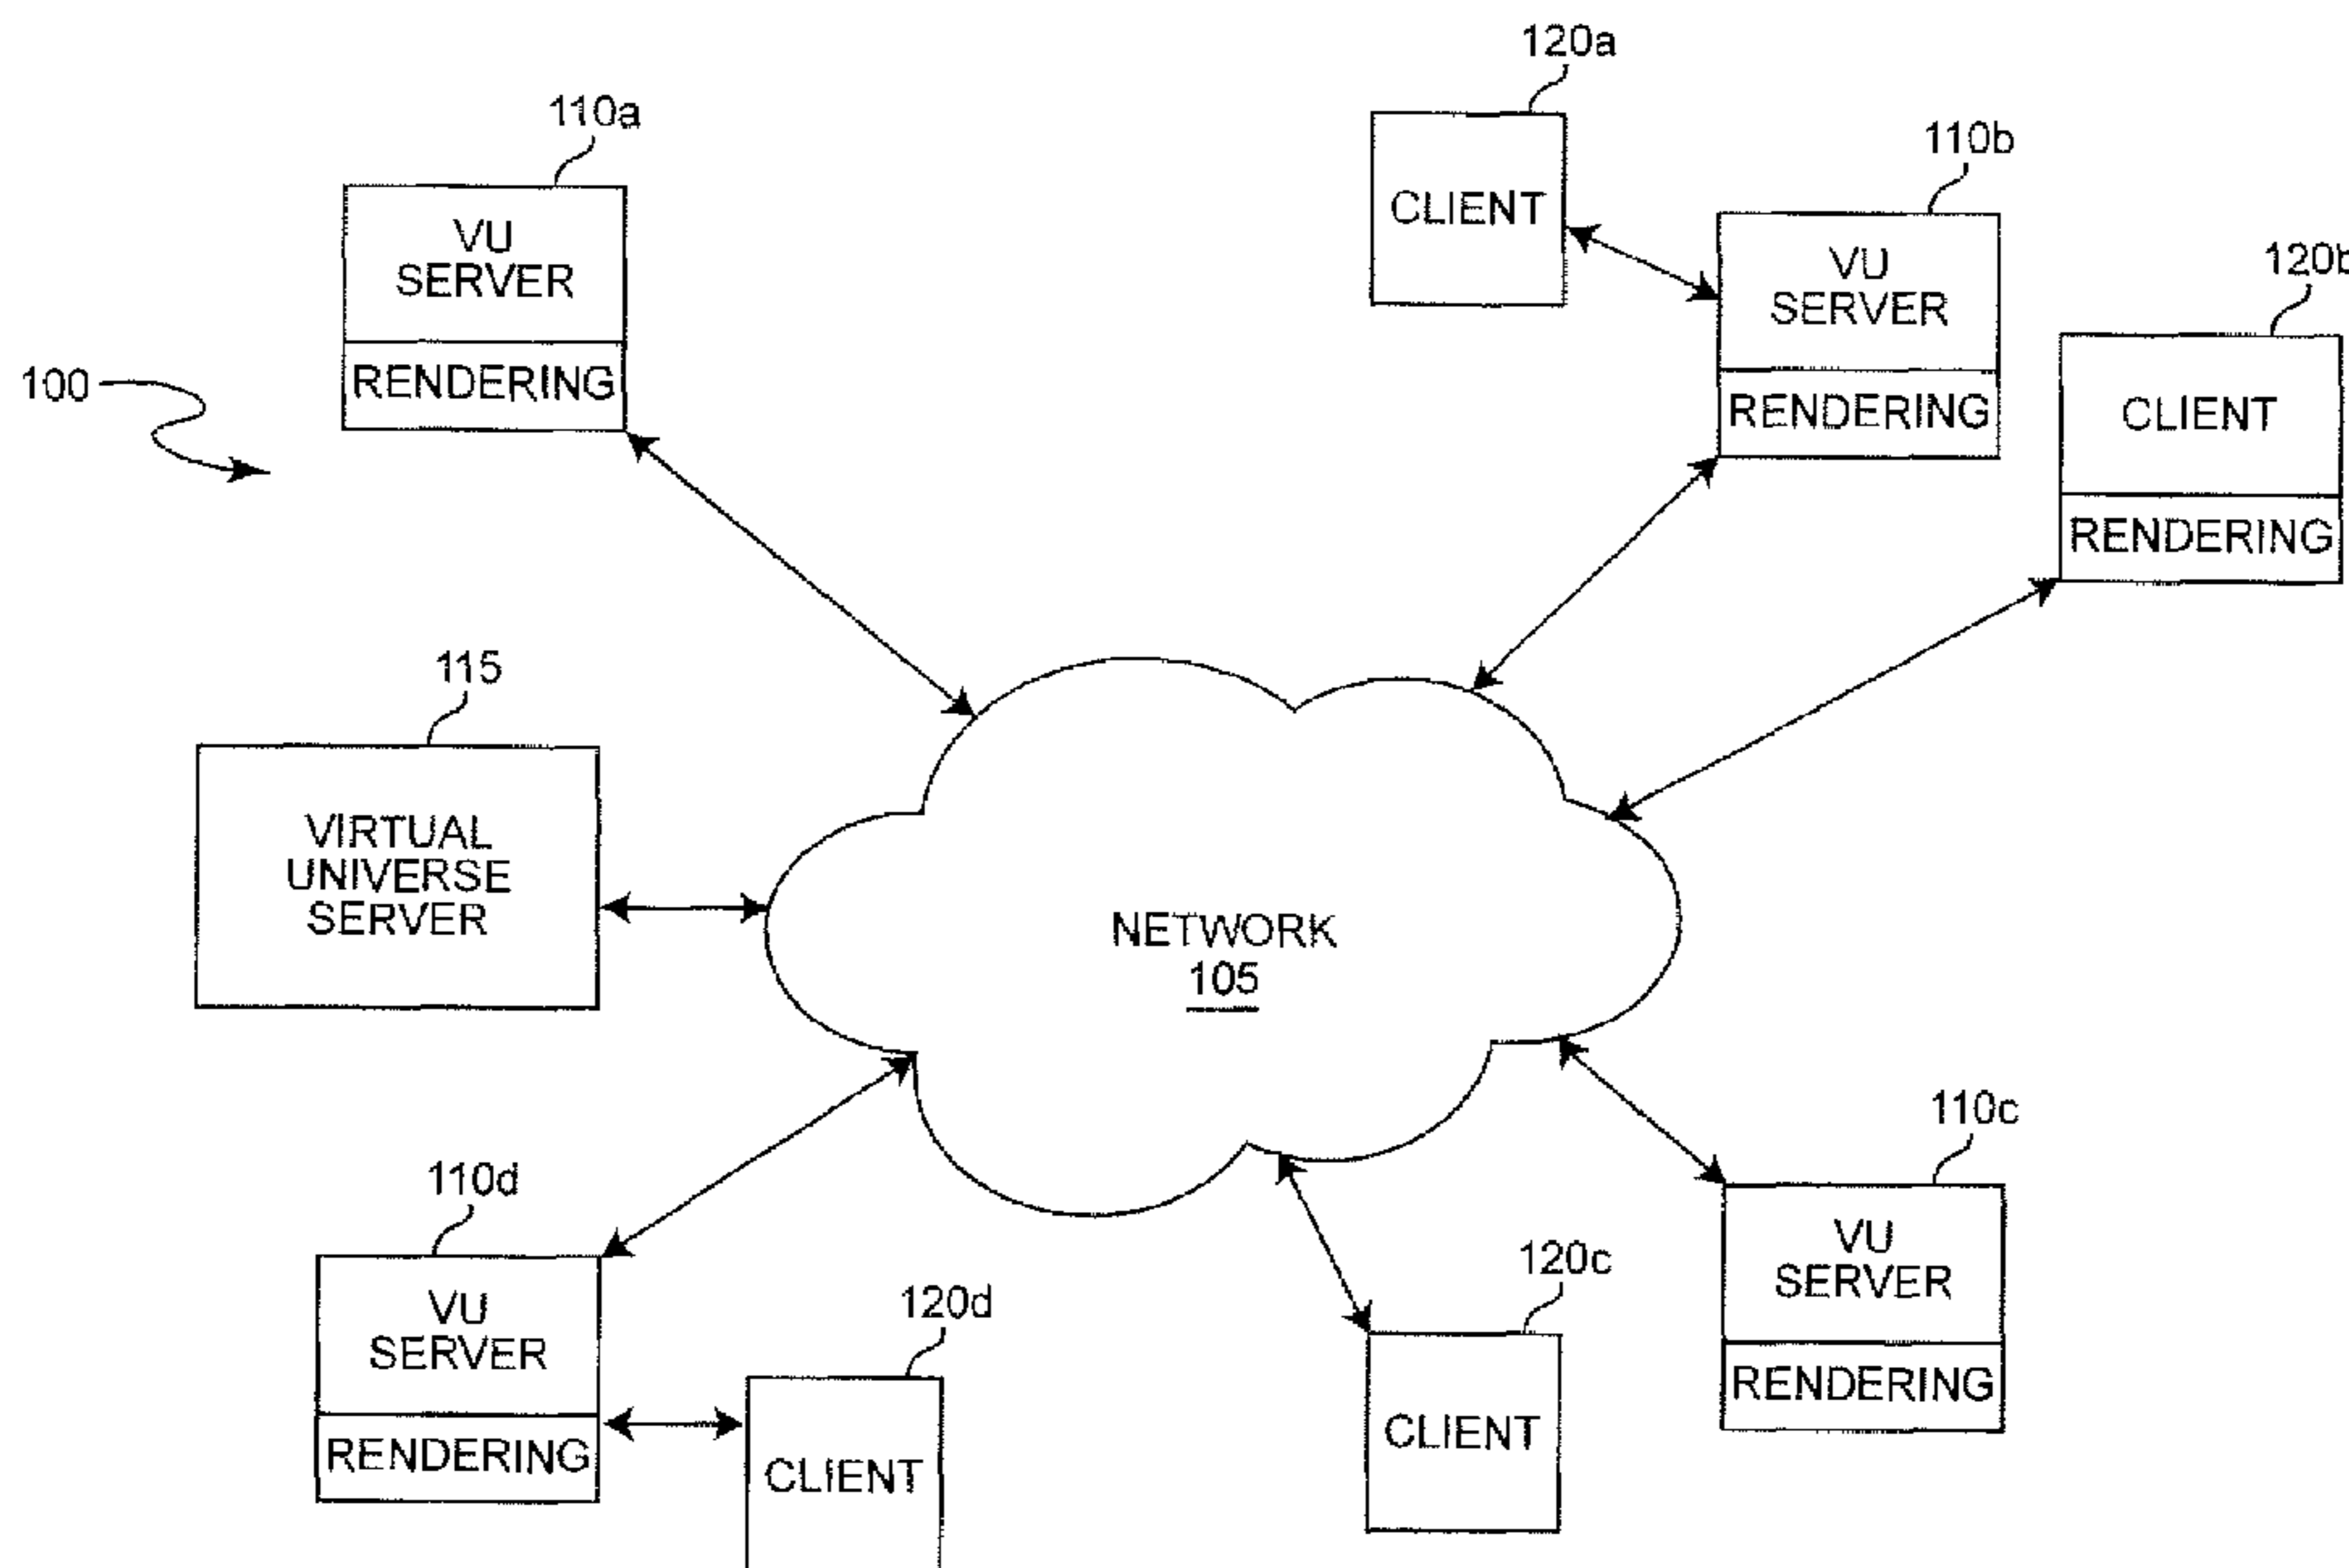 120a
110a
110b
CLIENT
VU
SERVER
RENDERING
VU
SERVER
RENDERING
120b
CLIENT
RENDERING
100
115
VIRTUAL
UNIVERSE
SERVER
NETWORK
105
110c
VU
SERVER
RENDERING
110d
VU
SERVER
RENDERING
120d
CLIENT
120c
CLIENT